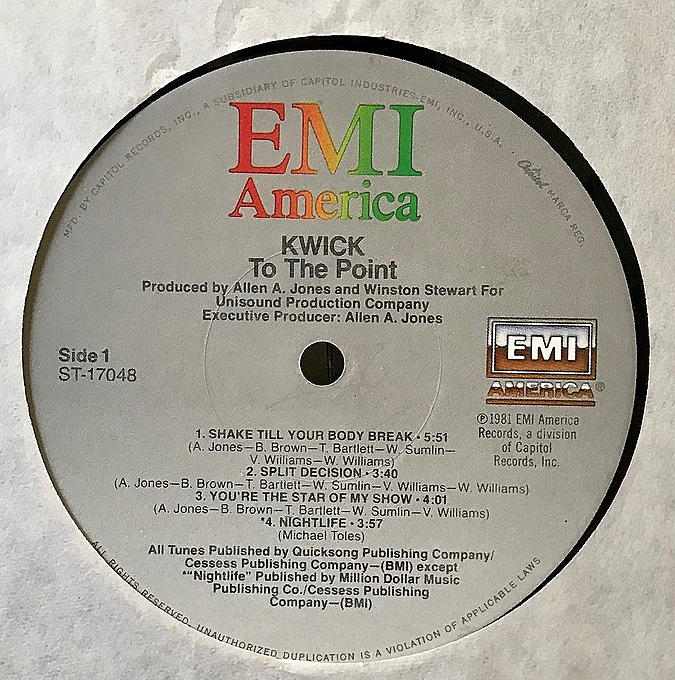 MFD. BY CAPITOL RECORDS, INC., A SUBSIDIARY OF CAPITOL INDUSTRIES-EMI, INC., U.S.A. · Capitol MARCA REG.
EMI
America
KWICK
To The Point
Produced by Allen A. Jones and Winston Stewart For
Unisound Production Company
Executive Producer: Allen A. Jones
Side 1
ST-17048
EMI
AMERICA®
℗1981 EMI America
Records, a division
of Capitol
Records, Inc.
1. SHAKE TILL YOUR BODY BREAK • 5:51
(A. Jones—B. Brown—T. Bartlett—W. Sumlin—
V. Williams—W. Williams)
2. SPLIT DECISION • 3:40
(A. Jones—B. Brown—T. Bartlett—W. Sumlin—V. Williams—W. Williams)
3. YOU'RE THE STAR OF MY SHOW • 4:01
(A. Jones—B. Brown—T. Bartlett—W. Sumlin—V. Williams)
*4. NIGHTLIFE • 3:57
(Michael Toles)
All Tunes Published by Quicksong Publishing Company/
Cessess Publishing Company—(BMI) except
*"Nightlife" Published by Million Dollar Music
Publishing Co./Cessess Publishing
Company—(BMI)
ALL RIGHTS RESERVED. UNAUTHORIZED DUPLICATION IS A VIOLATION OF APPLICABLE LAWS